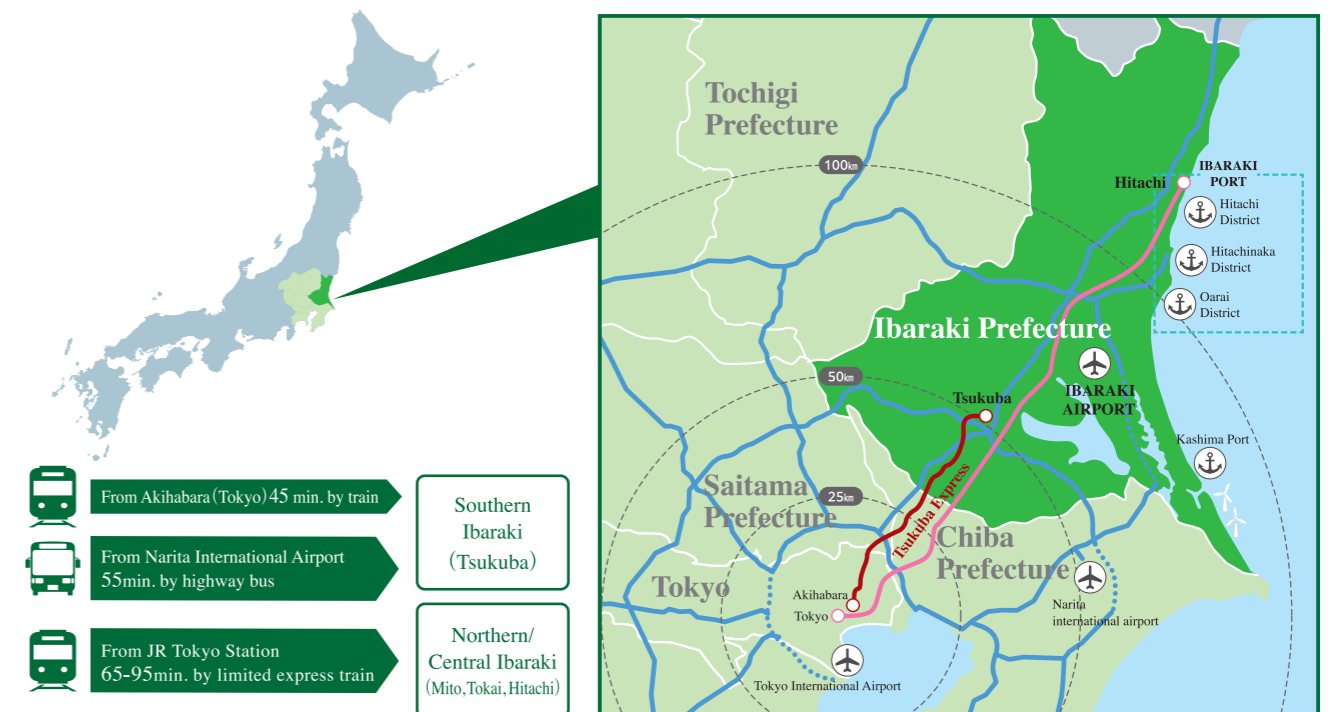 From Akihabara (Tokyo) 45 min. by train
From Narita International Airport
55min. by highway bus
Southern
Ibaraki
(Tsukuba)
From JR Tokyo Station
65-95min. by limited express train
Northern/
Central Ibaraki
(Mito,Tokai,Hitachi)
Tochigi
Prefecture
100km
Hitachi
IBARAKI
PORT
Hitachi
District
Hitachinaka
District
Oarai
District
Ibaraki Prefecture
50km
IBARAKI
AIRPORT
Tsukuba
Kashima Port
Saitama
Prefecture
25km
Tsukuba Express
Chiba
Prefecture
Tokyo
Akihabara
Tokyo
Narita
international airport
Tokyo International Airport